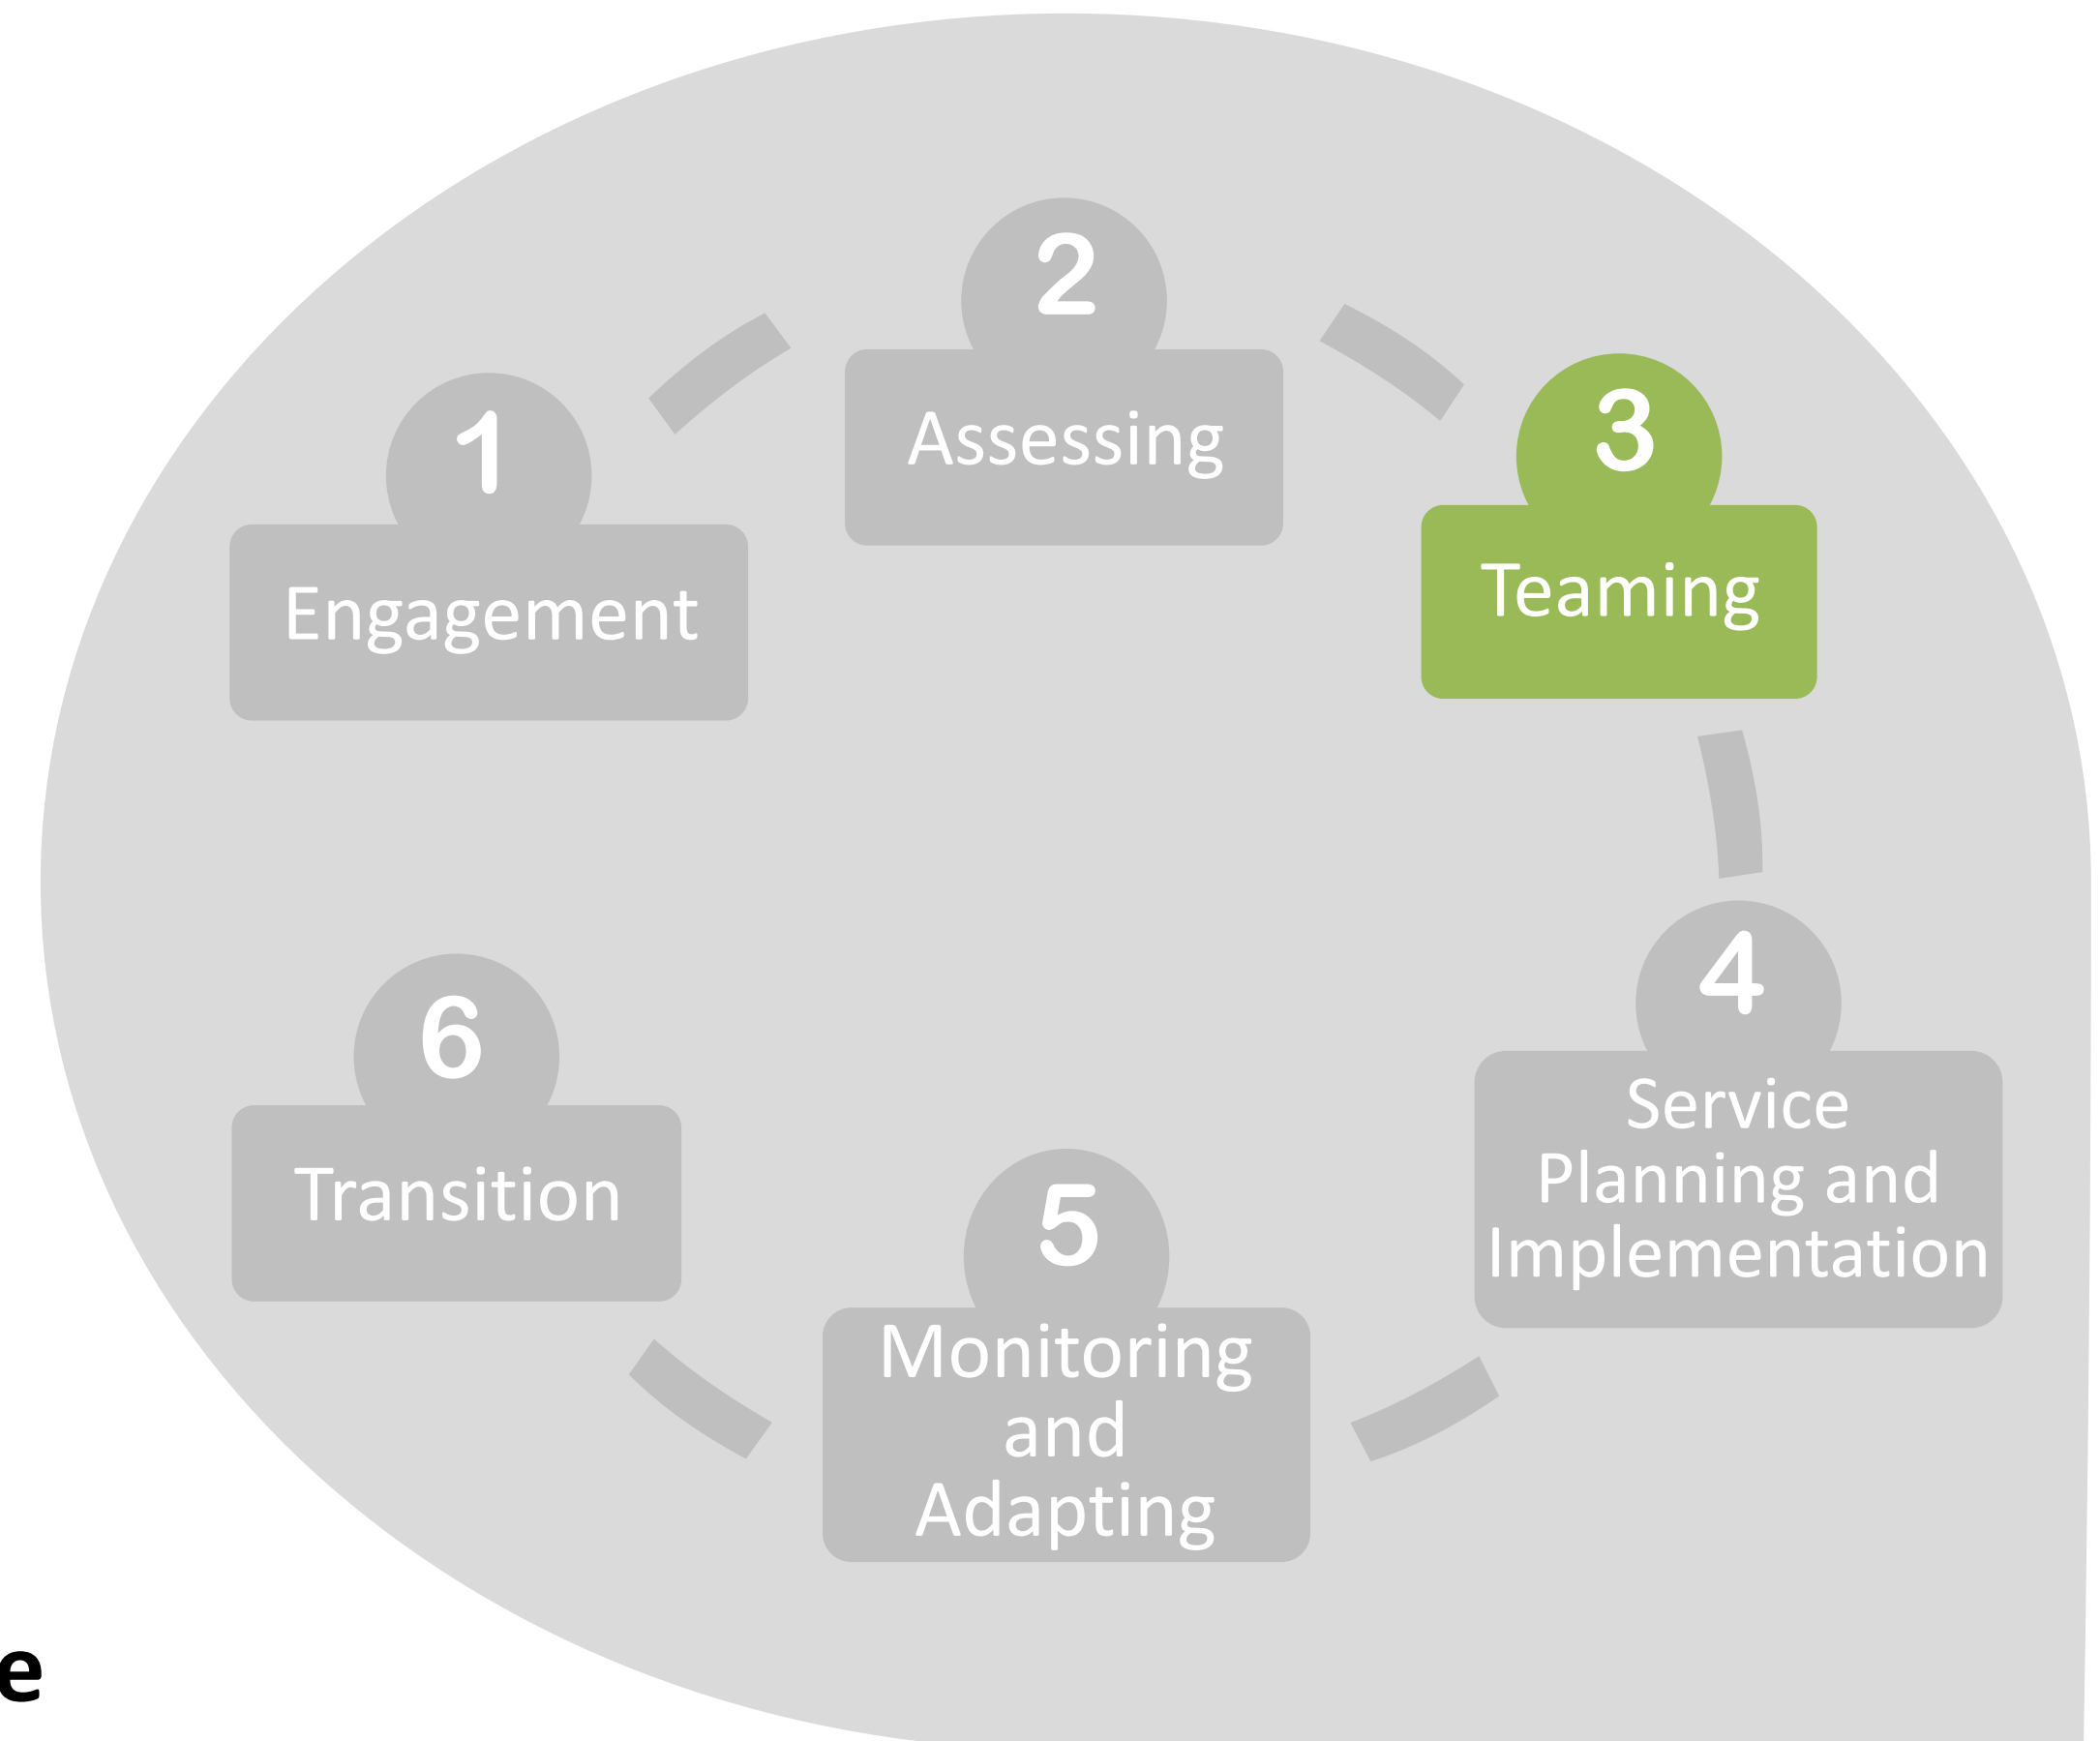 1
Engagement
2
Assessing
3
Teaming
4
Service
Planning and
Implementation
5
Monitoring
and
Adapting
6
Transition
e